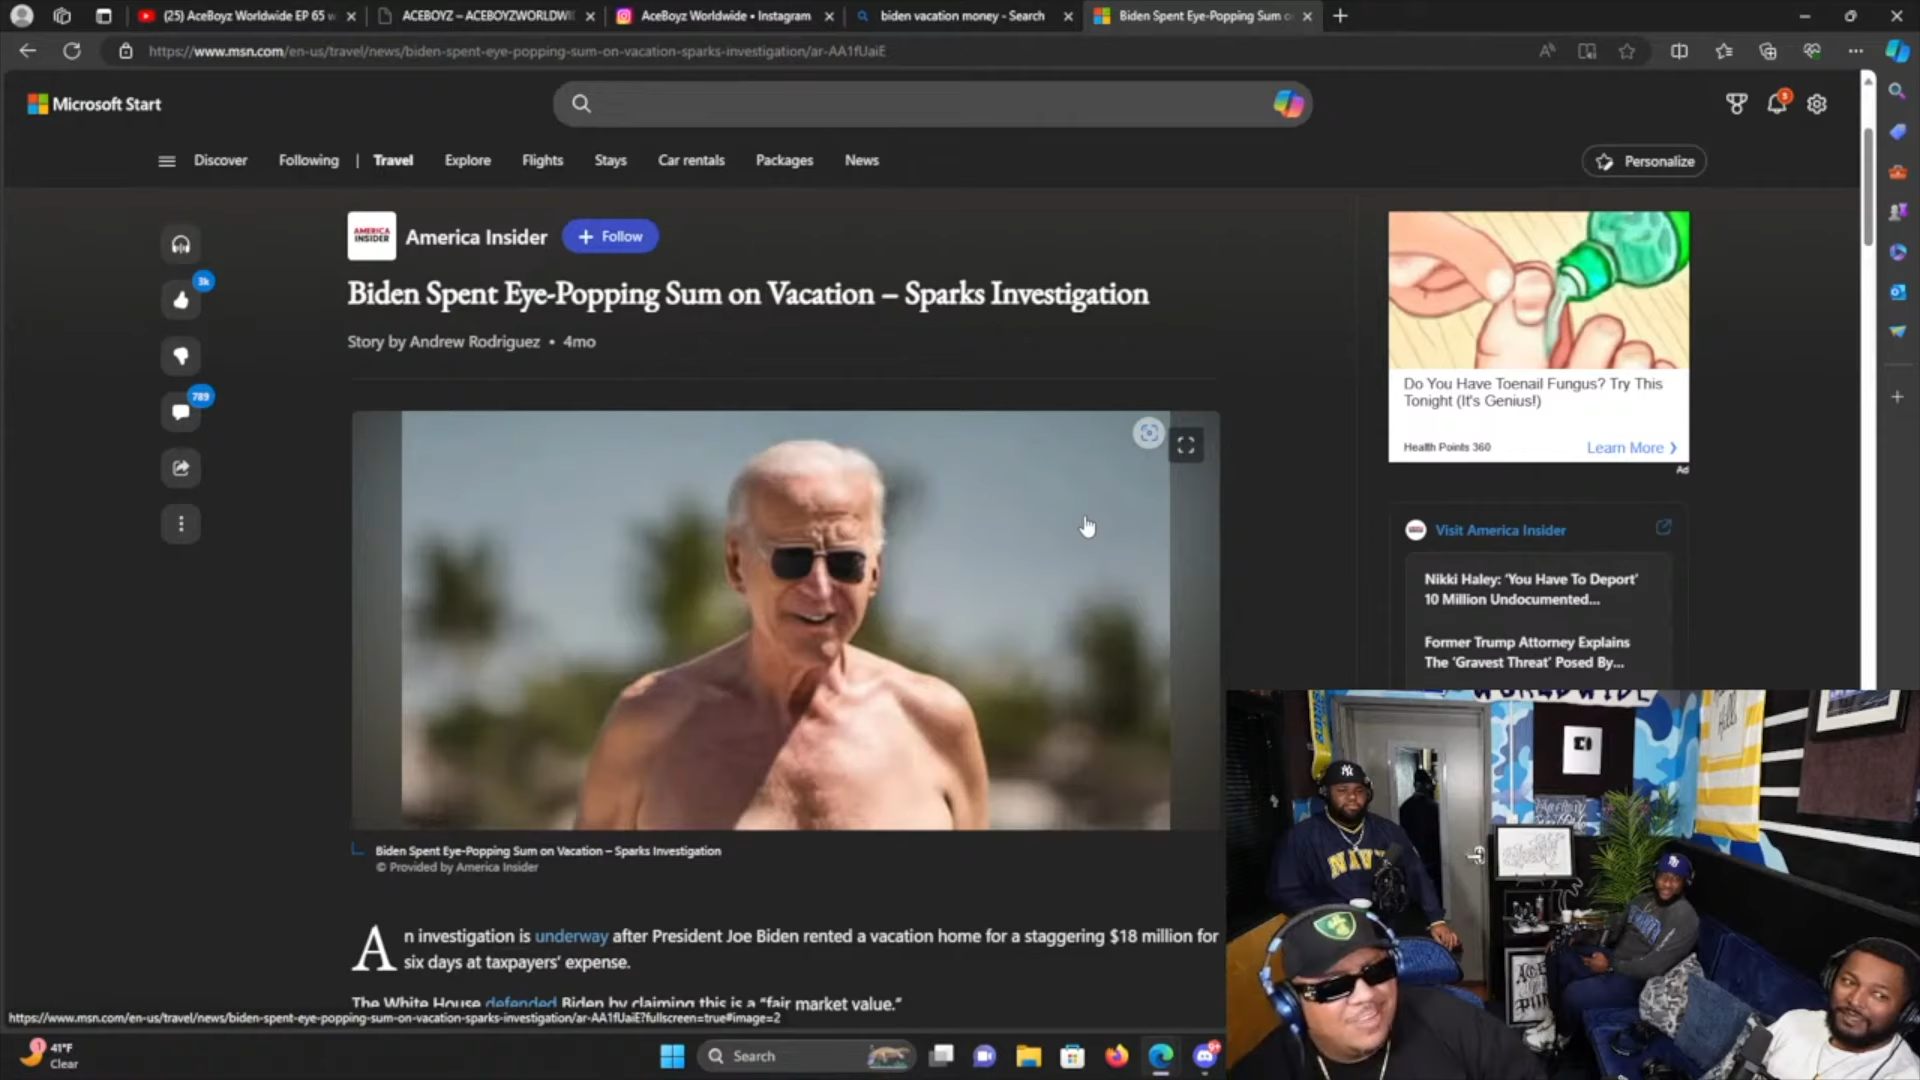 (25) AceBoyz Worldwide EP 65 w
ACEBOYZ – ACEBOYZWORLDWI
AceBoyz Worldwide • Instagram
biden vacation money - Search
Biden Spent Eye-Popping Sum o
https://www.msn.com/en-us/travel/news/biden-spent-eye-popping-sum-on-vacation-sparks-investigation/ar-AA1fUaiE
Microsoft Start
5
Discover
Following
Travel
Explore
Flights
Stays
Car rentals
Packages
News
Personalize
AMERICA
INSIDER
America Insider
+ Follow
3k
Biden Spent Eye-Popping Sum on Vacation – Sparks Investigation
Story by Andrew Rodriguez • 4mo
789
Do You Have Toenail Fungus? Try This
Tonight (It's Genius!)
Health Points 360
Learn More ❯
Ad
Visit America Insider
Nikki Haley: ‘You Have To Deport’
10 Million Undocumented...
Former Trump Attorney Explains
The ‘Gravest Threat’ Posed By...
Biden Spent Eye-Popping Sum on Vacation – Sparks Investigation
© Provided by America Insider
An investigation is underway after President Joe Biden rented a vacation home for a staggering $18 million for
six days at taxpayers’ expense.
The White House defended Biden by claiming this is a “fair market value.”
https://www.msn.com/en-us/travel/news/biden-spent-eye-popping-sum-on-vacation-sparks-investigation/ar-AA1fUaiE?fullscreen=true#image=2
WORLDWIDE
NY
NAVY
1
41°F
Clear
Search
9+